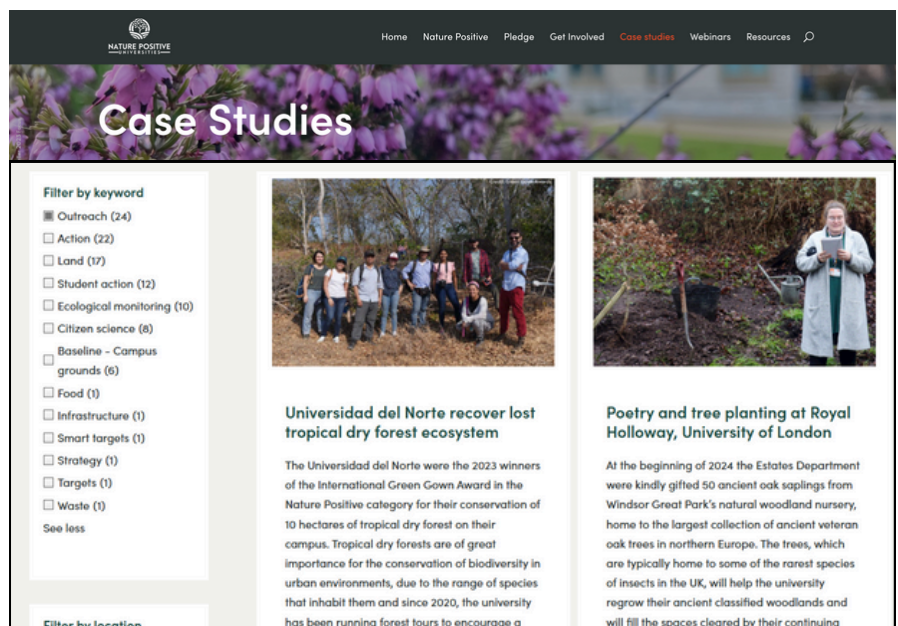 NATURE POSITIVE
UNIVERSITIES
Home Nature Positive Pledge Get Involved Case studies Webinars Resources
Case Studies
Filter by keyword
Outreach (24)
Action (22)
Land (17)
Student action (12)
Ecological monitoring (10)
Citizen science (8)
Baseline - Campus
grounds (6)
Food (1)
Infrastructure (1)
Smart targets (1)
Strategy (1)
Targets (1)
Waste (1)
See less
Filter by location
Universidad del Norte recover lost
tropical dry forest ecosystem
The Universidad del Norte were the 2023 winners
of the International Green Gown Award in the
Nature Positive category for their conservation of
10 hectares of tropical dry forest on their
campus. Tropical dry forests are of great
importance for the conservation of biodiversity in
urban environments, due to the range of species
that inhabit them and since 2020, the university
has been running forest tours to encourage a
Poetry and tree planting at Royal
Holloway, University of London
At the beginning of 2024 the Estates Department
were kindly gifted 50 ancient oak saplings from
Windsor Great Park's natural woodland nursery,
home to the largest collection of ancient veteran
oak trees in northern Europe. The trees, which
are typically home to some of the rarest species
of insects in the UK, will help the university
regrow their ancient classified woodlands and
will fill the spaces cleared by their continuing